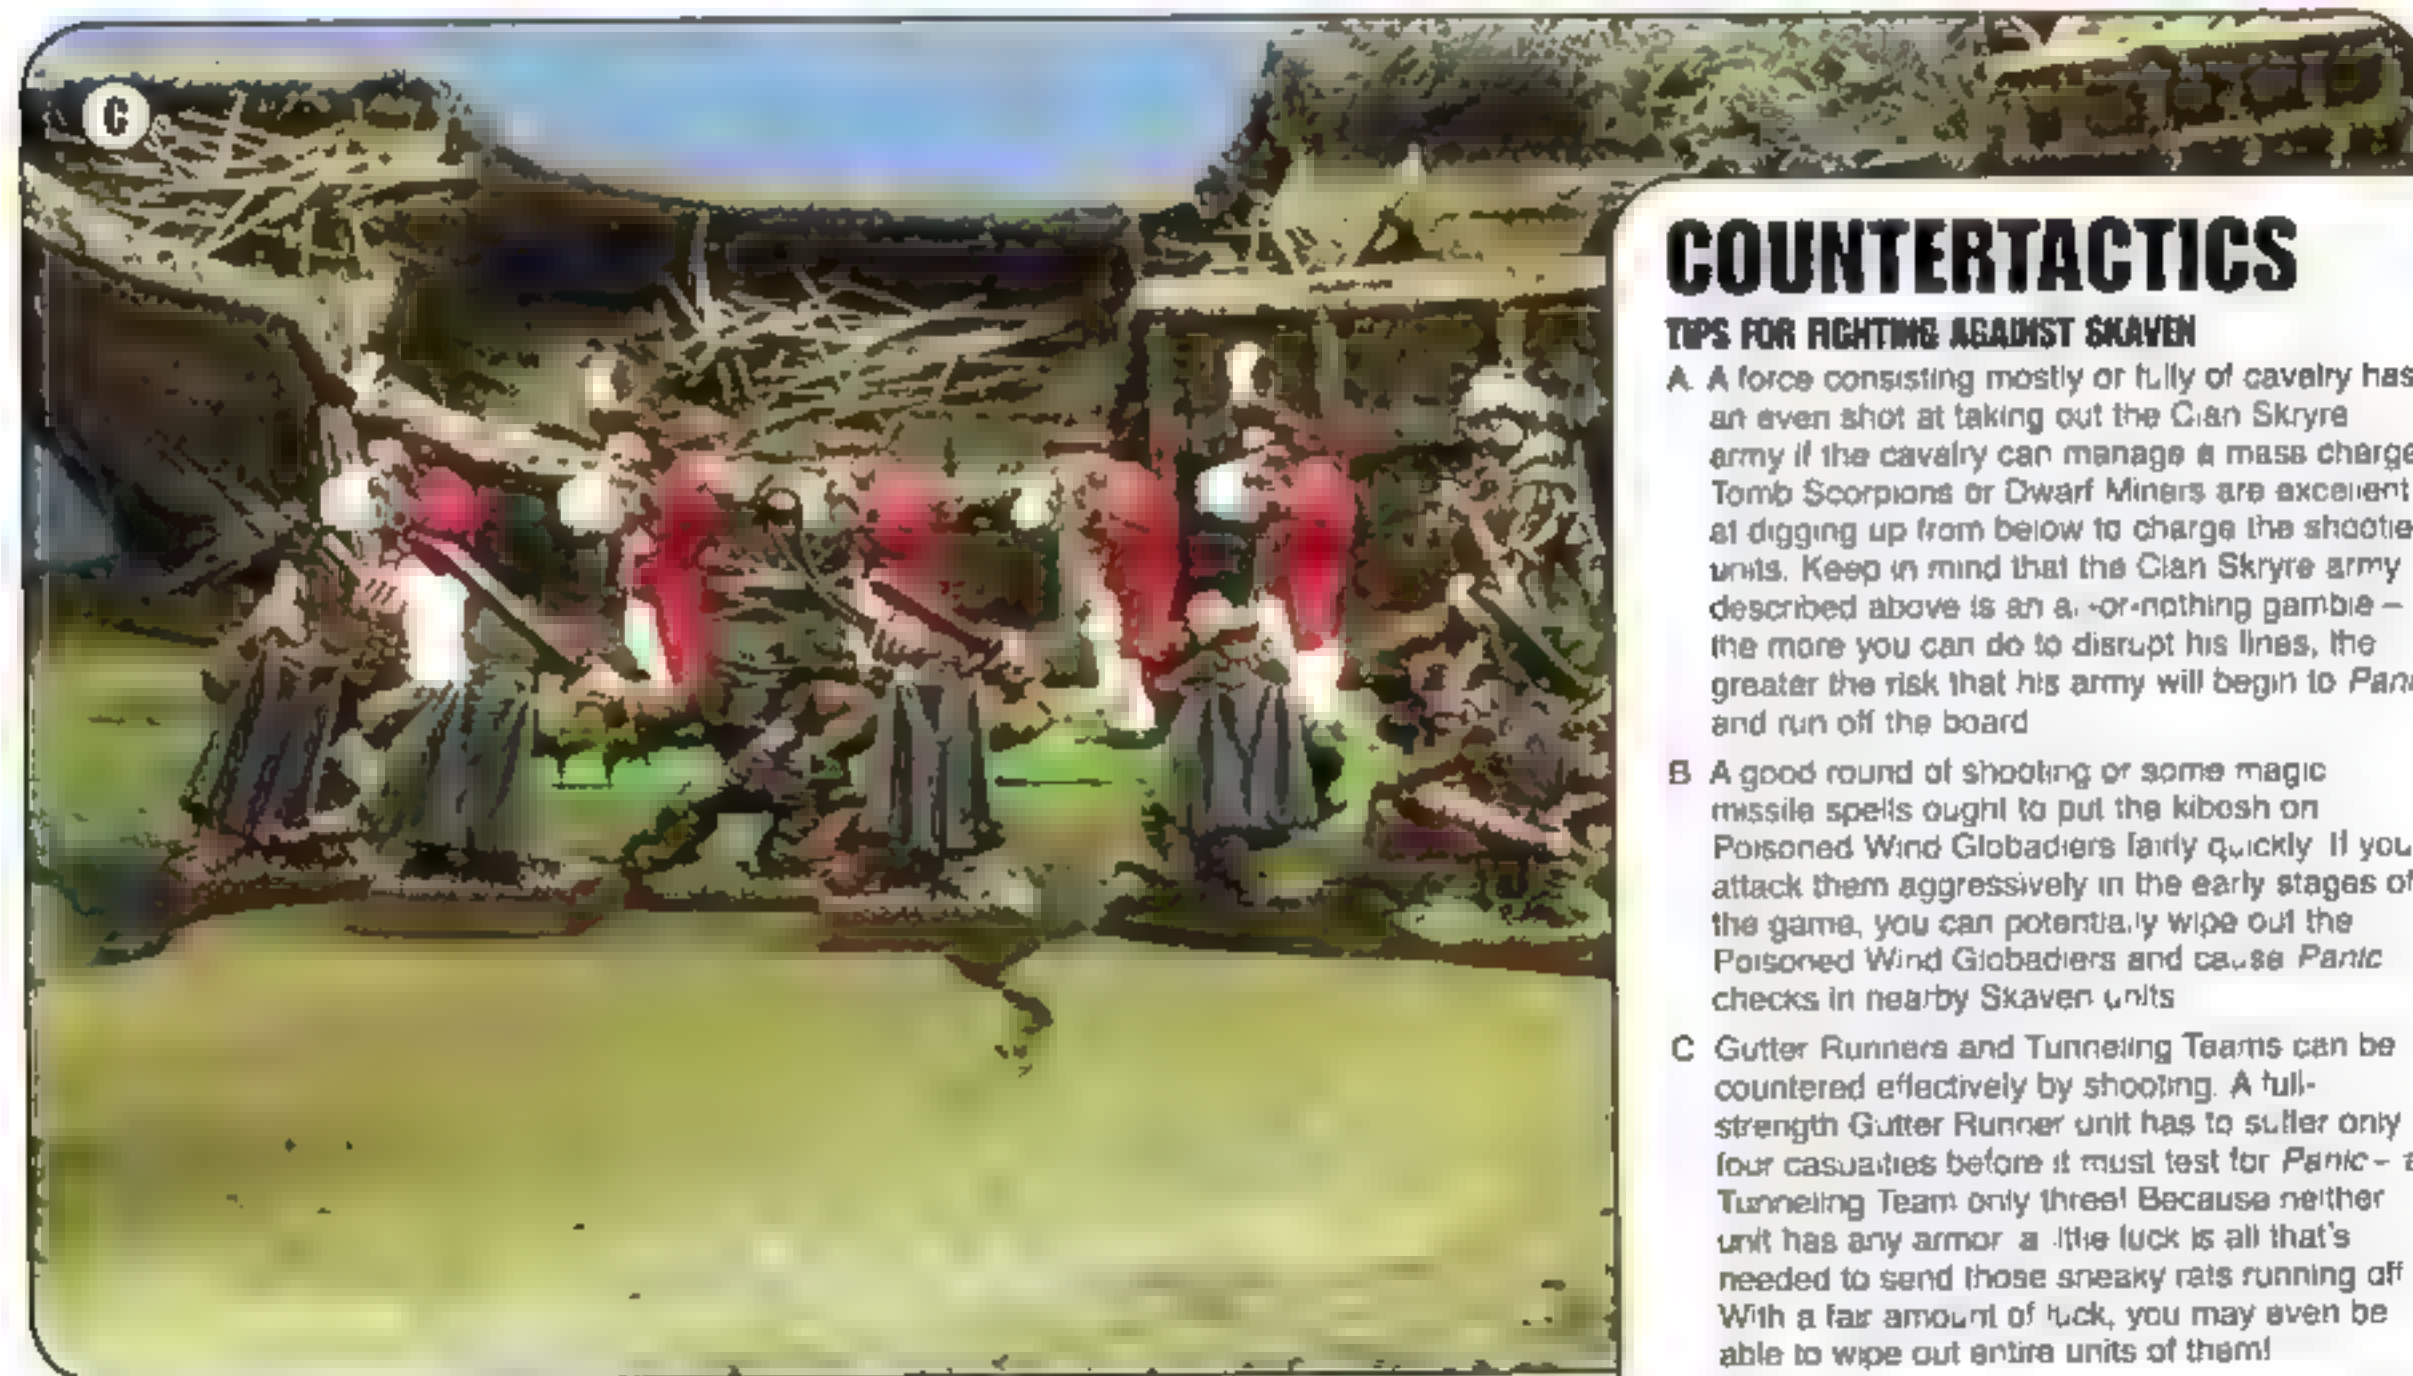 C
COUNTERTACTICS
TIPS FOR FIGHTING AGAINST SKAVEN
A A force consisting mostly or fully of cavalry has
an even shot at taking out the Clan Skryre
army if the cavalry can manage a mass charge
Tomb Scorpions or Dwarf Miners are excellent
at digging up from below to charge the
units. Keep in mind that the Clan Skryre army
described above is an all-or-nothing gamble –
the more you can do to disrupt his lines, the
greater the risk that his army will begin to
and run off the board
B A good round of shooting or some magic
missile spells ought to put the kibosh on
Poisoned Wind Globadiers fairly quickly If you
attack them aggressively in the early stages of
the game, you can potentially wipe out the
Poisoned Wind Globadiers and cause Panic
checks in nearby Skaven units
C Gutter Runners and Tunneling Teams can be
countered effectively by shooting. A full-
strength Gutter Runner unit has to suffer only
four casualties before it must test for Panic –
Tunneling Team only three! Because neither
unit has any armor a little luck is all that's
needed to send those sneaky rats running off
With a fair amount of luck, you may even be
able to wipe out entire units of them!